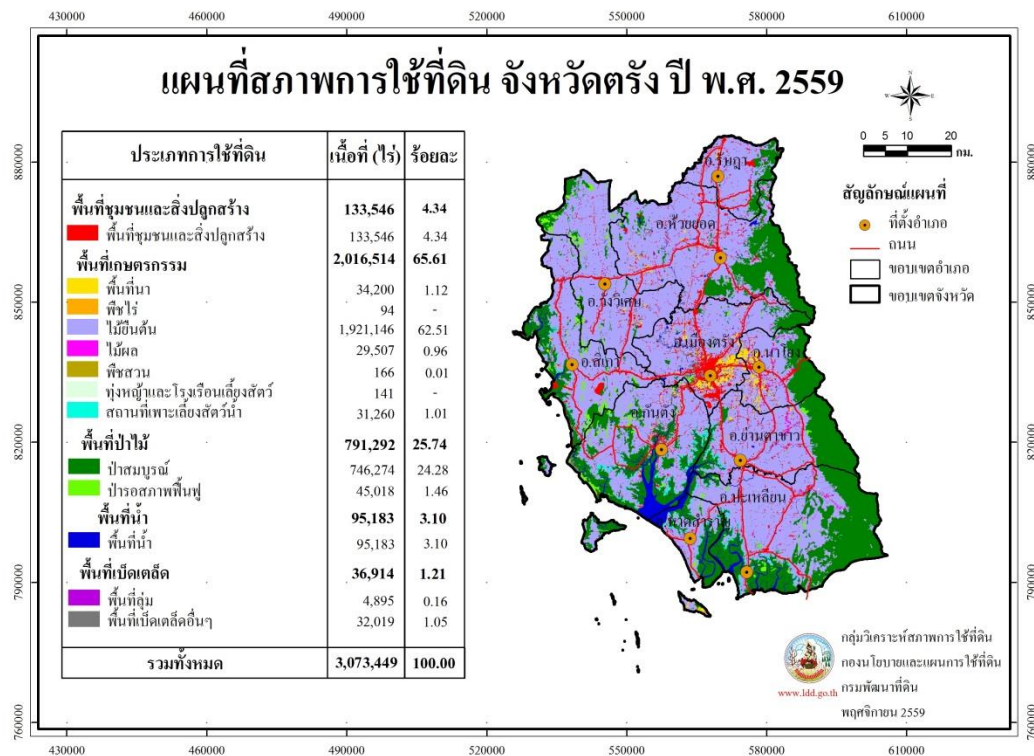 430000 460000 490000 520000 550000 580000 610000
แผนที่สภาพการใช้ที่ดิน จังหวัดตรัง ปี พ.ศ. 2559
N
W E
S
0 5 10 20
กม.
ประเภทการใช้ที่ดิน เนื้อที่ (ไร่) ร้อยละ
พื้นที่ชุมชนและสิ่งปลูกสร้าง 133,546 4.34
พื้นที่ชุมชนและสิ่งปลูกสร้าง 133,546 4.34
พื้นที่เกษตรกรรม 2,016,514 65.61
พื้นที่นา 34,200 1.12
พืชไร่ 94 -
ไม้ยืนต้น 1,921,146 62.51
ไม้ผล 29,507 0.96
พืชสวน 166 0.01
ทุ่งหญ้าและโรงเรือนเลี้ยงสัตว์ 141 -
สถานที่เพาะเลี้ยงสัตว์น้ำ 31,260 1.01
พื้นที่ป่าไม้ 791,292 25.74
ป่าสมบูรณ์ 746,274 24.28
ป่ารอสภาพฟื้นฟู 45,018 1.46
พื้นที่น้ำ 95,183 3.10
พื้นที่น้ำ 95,183 3.10
พื้นที่เบ็ดเตล็ด 36,914 1.21
พื้นที่ลุ่ม 4,895 0.16
พื้นที่เบ็ดเตล็ดอื่นๆ 32,019 1.05
รวมทั้งหมด 3,073,449 100.00
อ.รัษฎา
อ.ห้วยยอด
อ.วังวิเศษ
อ.เมืองตรัง
อ.นาโยง
อ.สิเกา
อ.กันตัง
อ.ย่านตาขาว
อ.ปะเหลียน
หาดสำราญ
สัญลักษณ์แผนที่
ที่ตั้งอำเภอ
ถนน
ขอบเขตอำเภอ
ขอบเขตจังหวัด
www.ldd.go.th
กลุ่มวิเคราะห์สภาพการใช้ที่ดิน
กองนโยบายและแผนการใช้ที่ดิน
กรมพัฒนาที่ดิน
พฤศจิกายน 2559
880000 880000
850000 850000
820000 820000
790000 790000
760000 760000
430000 460000 490000 520000 550000 580000 610000